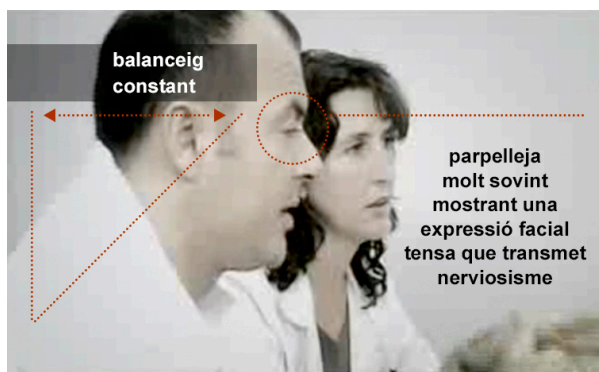 balanceig
constant
parpelleja
molt sovint
mostrant una
expressió facial
tensa que transmet
nerviosisme